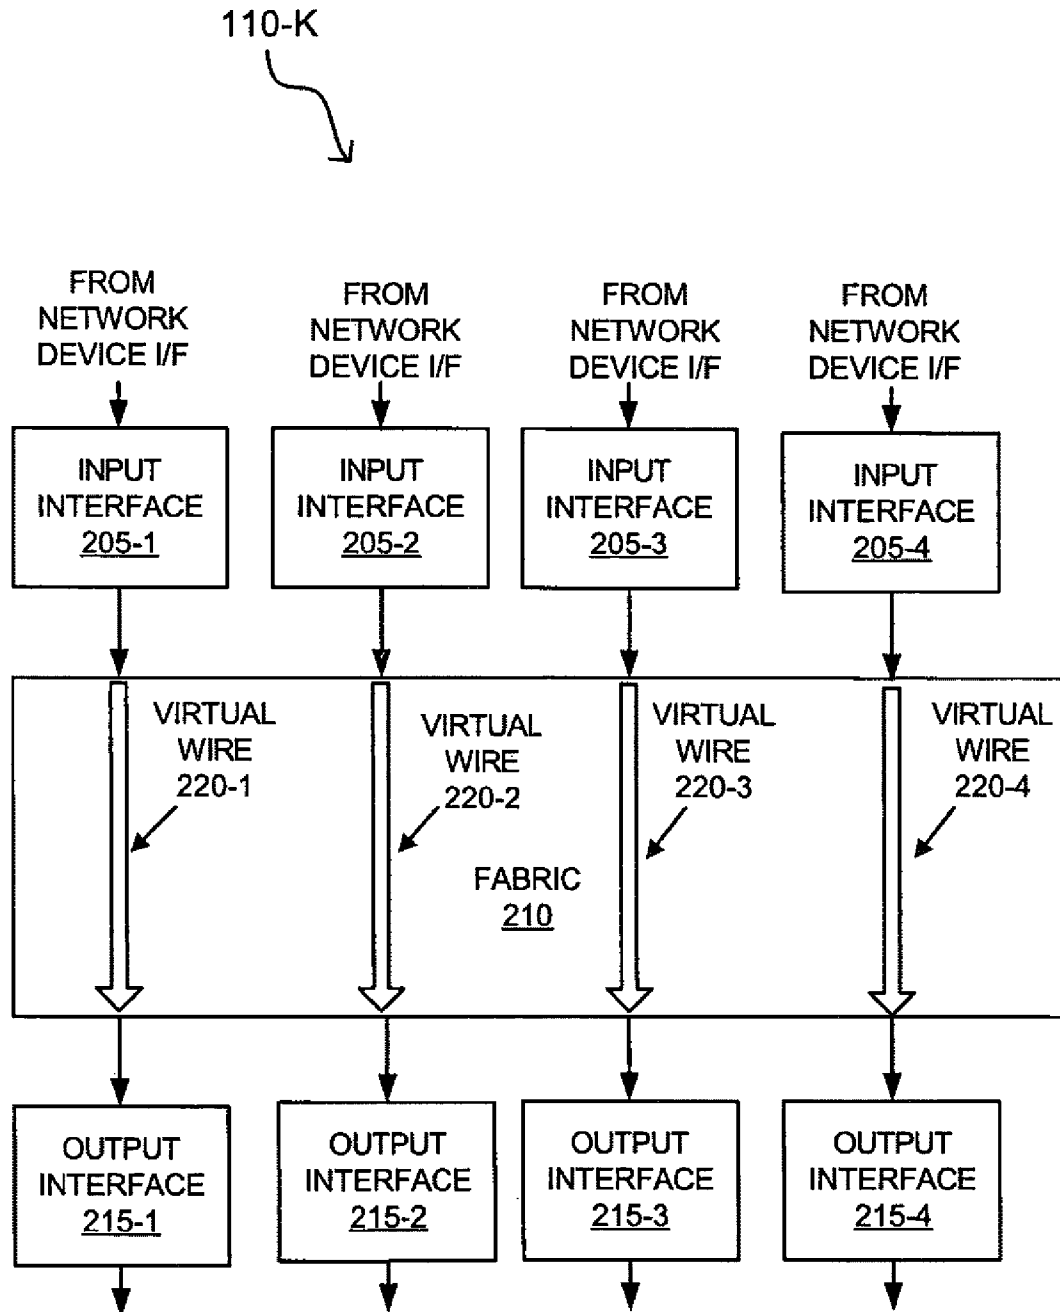 110-K
FROM
NETWORK
DEVICE I/F
FROM
NETWORK
DEVICE I/F
FROM
NETWORK
DEVICE I/F
FROM
NETWORK
DEVICE I/F
INPUT
INTERFACE
205-1
INPUT
INTERFACE
205-2
INPUT
INTERFACE
205-3
INPUT
INTERFACE
205-4
VIRTUAL
WIRE
220-1
VIRTUAL
WIRE
220-2
VIRTUAL
WIRE
220-3
VIRTUAL
WIRE
220-4
FABRIC
210
OUTPUT
INTERFACE
215-1
OUTPUT
INTERFACE
215-2
OUTPUT
INTERFACE
215-3
OUTPUT
INTERFACE
215-4